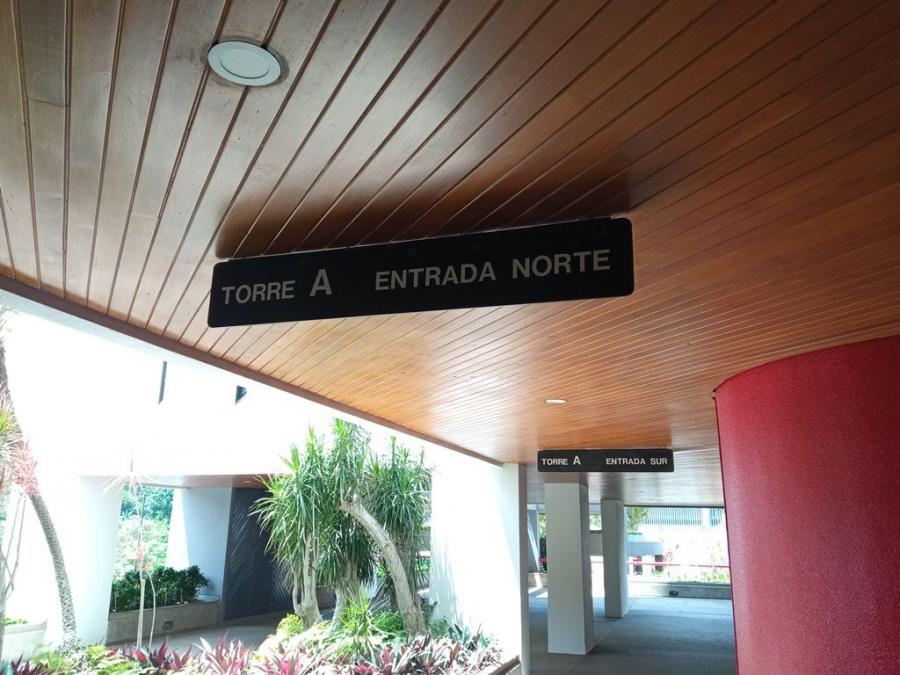 TORRE A ENTRADA NORTE
TORRE A ENTRADA SUR